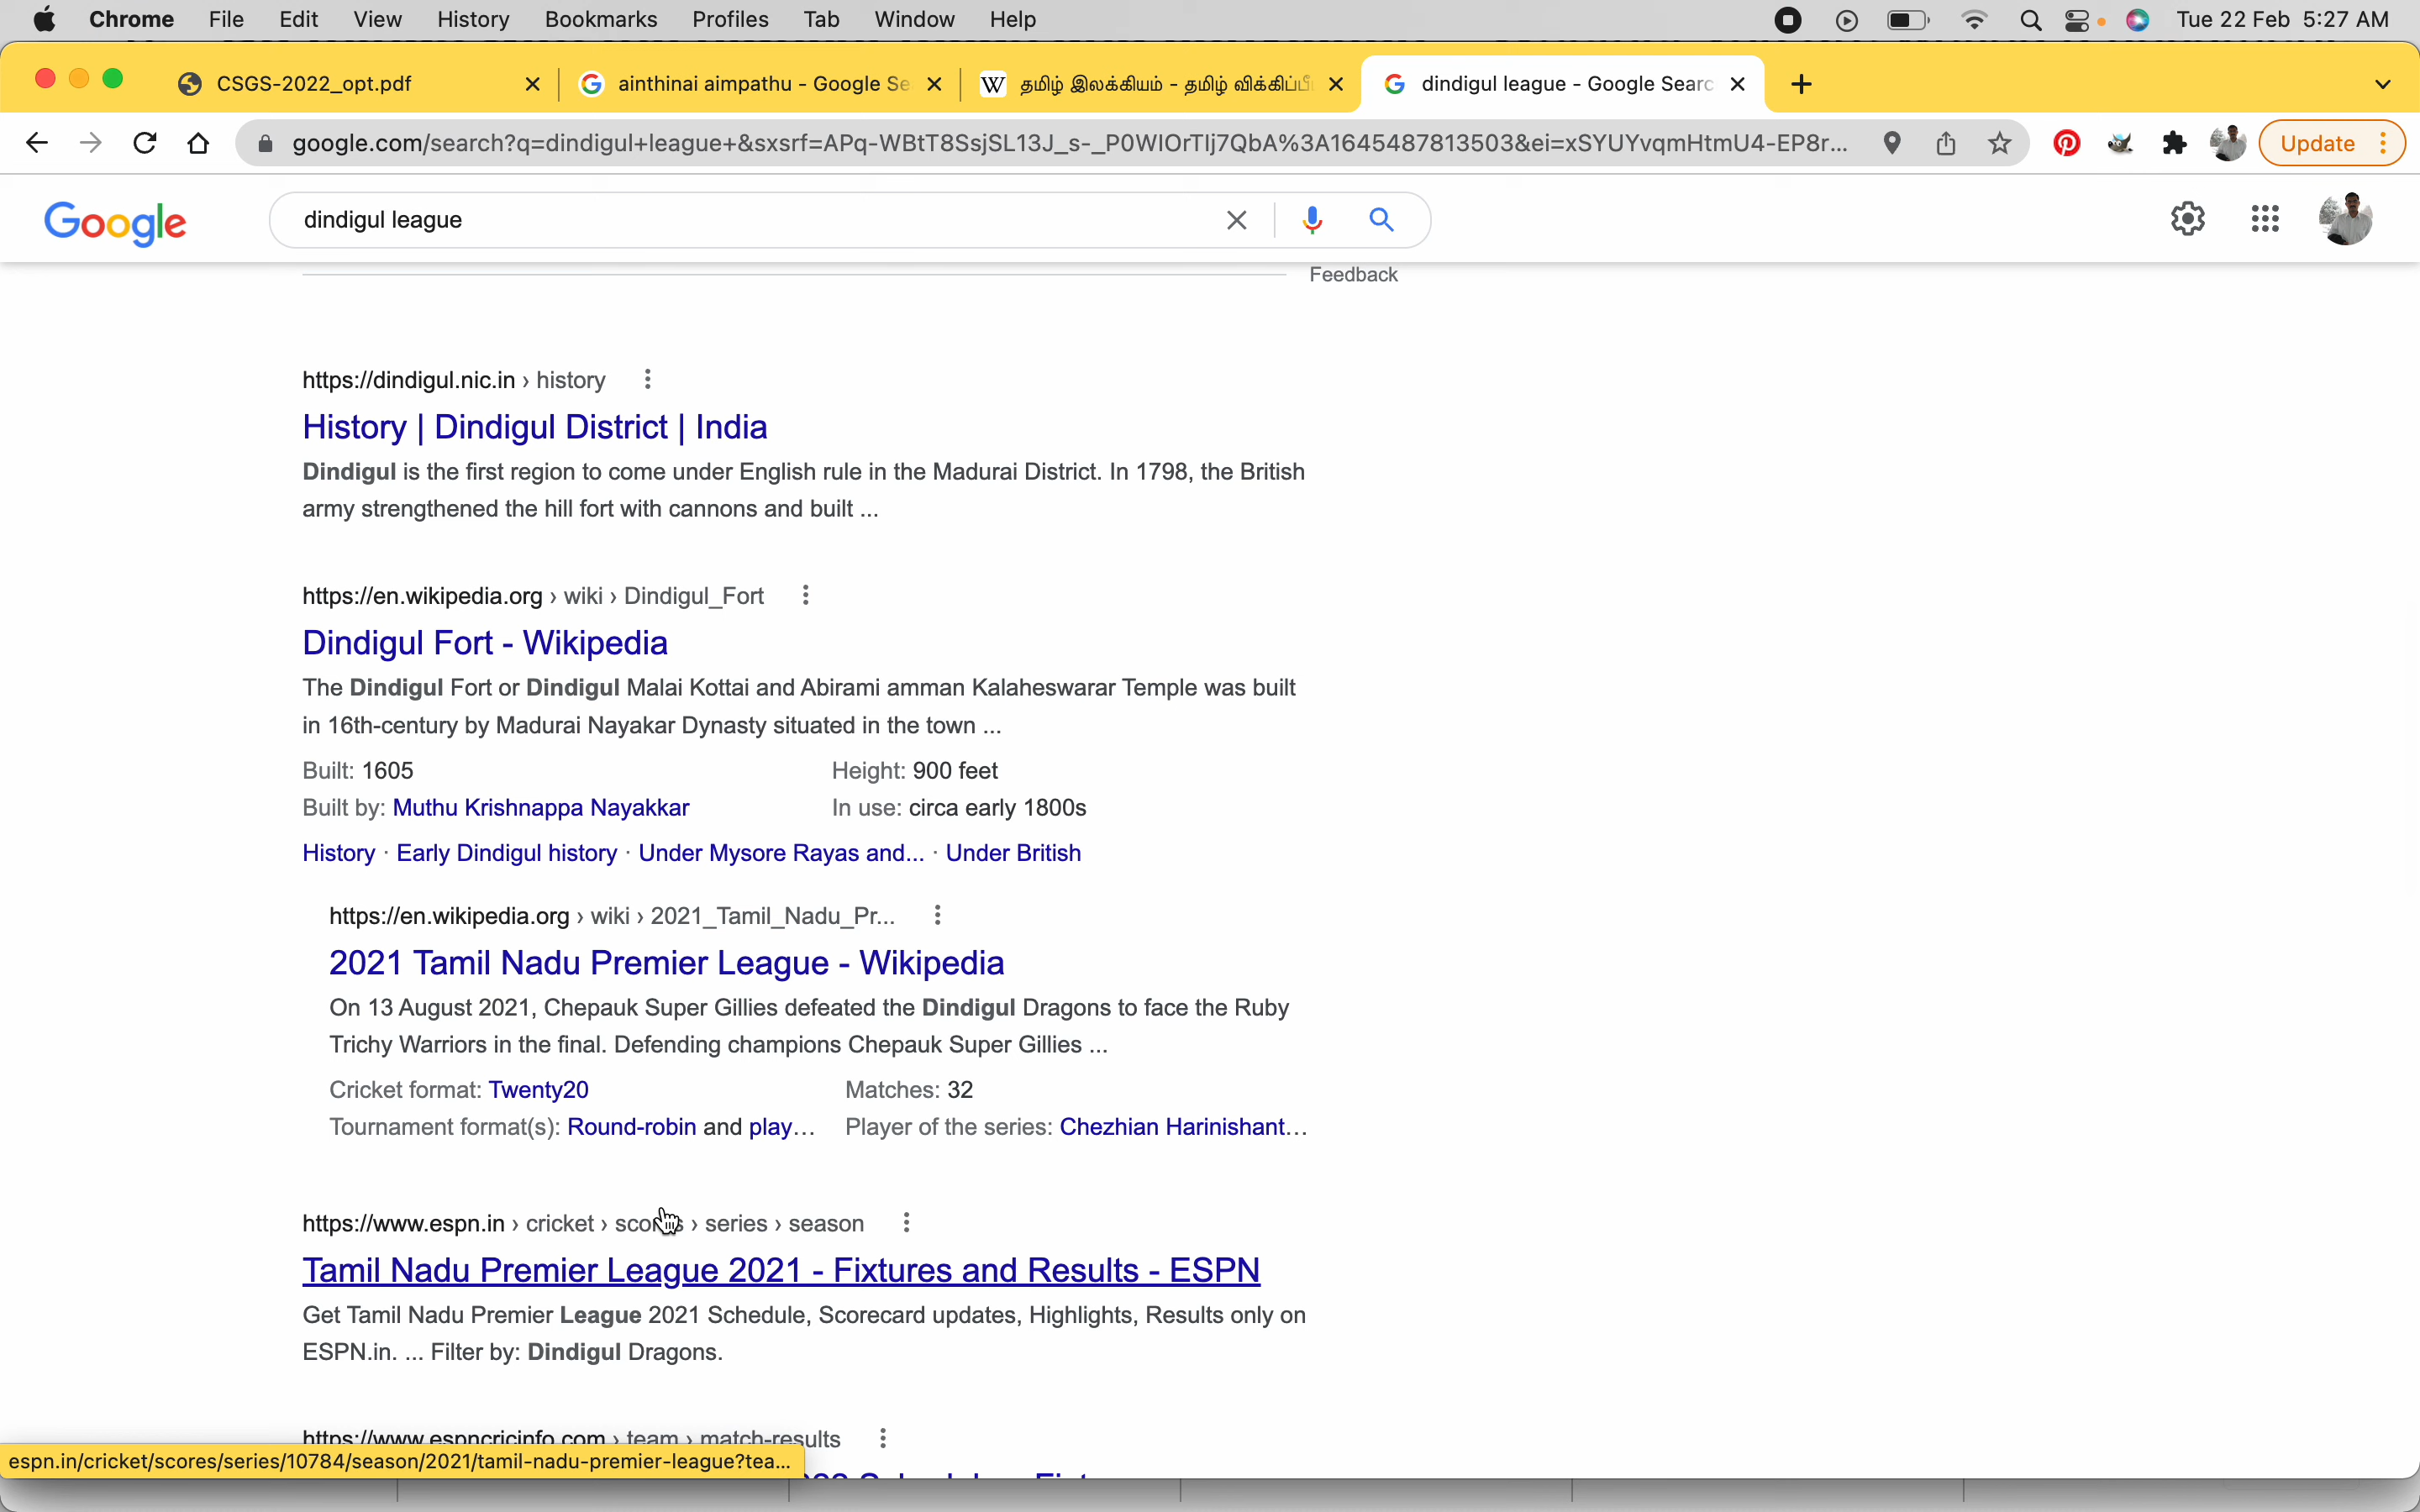 Chrome File Edit View History Bookmarks Profiles Tab Window Help Tue 22 Feb 5:27 AM
CSGS-2022_opt.pdf ainthinai aimpathu - Google Se தமிழ் இலக்கியம் - தமிழ் விக்கிப்பீ dindigul league - Google Searc
google.com/search?q=dindigul+league+&sxsrf=APq-WBtT8SsjSL13J_s-_P0WIOrTIj7QbA%3A1645487813503&ei=xSYUYvqmHtmU4-EP8r... Update
Google dindigul league
Feedback
https://dindigul.nic.in › history
History | Dindigul District | India
Dindigul is the first region to come under English rule in the Madurai District. In 1798, the British
army strengthened the hill fort with cannons and built ...
https://en.wikipedia.org › wiki › Dindigul_Fort
Dindigul Fort - Wikipedia
The Dindigul Fort or Dindigul Malai Kottai and Abirami amman Kalaheswarar Temple was built
in 16th-century by Madurai Nayakar Dynasty situated in the town ...
Built: 1605 Height: 900 feet
Built by: Muthu Krishnappa Nayakkar In use: circa early 1800s
History · Early Dindigul history · Under Mysore Rayas and... · Under British
https://en.wikipedia.org › wiki › 2021_Tamil_Nadu_Pr...
2021 Tamil Nadu Premier League - Wikipedia
On 13 August 2021, Chepauk Super Gillies defeated the Dindigul Dragons to face the Ruby
Trichy Warriors in the final. Defending champions Chepauk Super Gillies ...
Cricket format: Twenty20 Matches: 32
Tournament format(s): Round-robin and play... Player of the series: Chezhian Harinishant...
https://www.espn.in › cricket › scores › series › season
Tamil Nadu Premier League 2021 - Fixtures and Results - ESPN
Get Tamil Nadu Premier League 2021 Schedule, Scorecard updates, Highlights, Results only on
ESPN.in. ... Filter by: Dindigul Dragons.
https://www.espncricinfo.com › team › match-results
espn.in/cricket/scores/series/10784/season/2021/tamil-nadu-premier-league?tea...